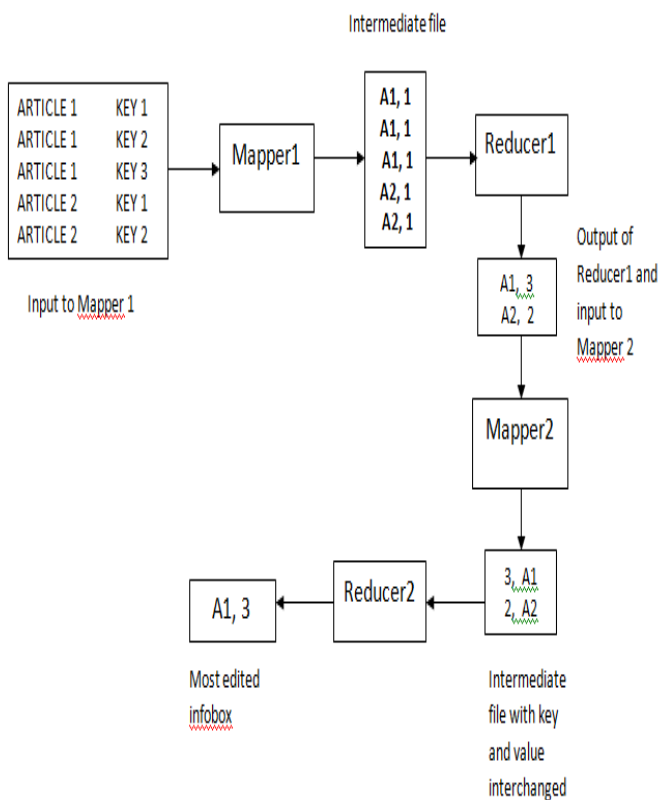 Intermediate file
ARTICLE 1 KEY 1
ARTICLE 1 KEY 2
ARTICLE 1 KEY 3
ARTICLE 2 KEY 1
ARTICLE 2 KEY 2
Input to Mapper 1
Mapper1
A1, 1
A1, 1
A1, 1
A2, 1
A2, 1
Reducer1
A1, 3
A2, 2
Output of
Reducer1 and
input to
Mapper 2
Mapper2
3, A1
2, A2
Intermediate
file with key
and value
interchanged
Reducer2
A1, 3
Most edited
infobox